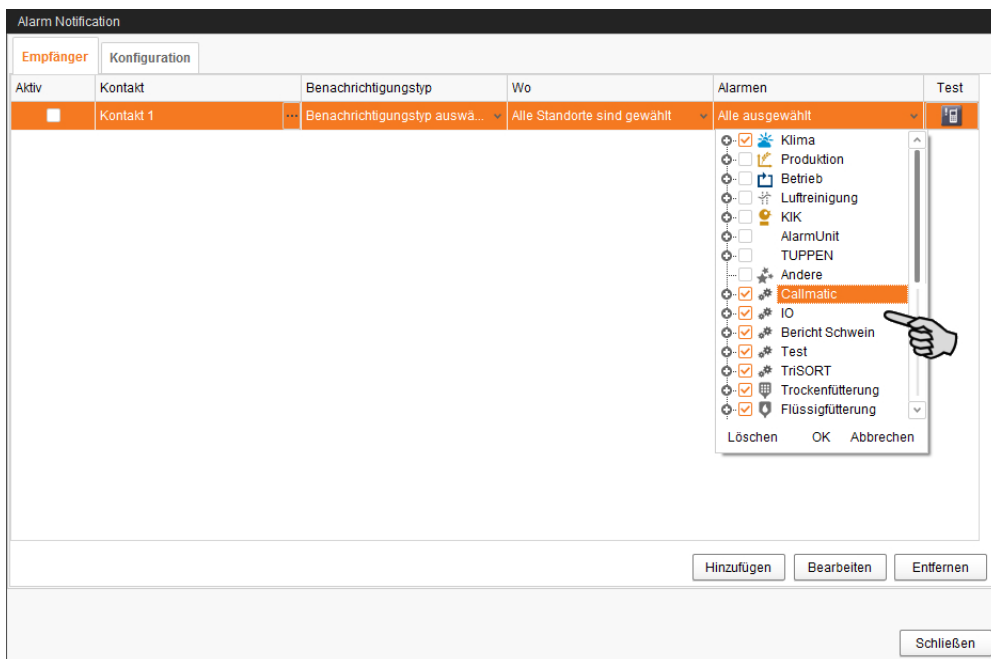 Alarm Notification
Empfänger Konfiguration
Aktiv Kontakt Benachrichtigungstyp Wo Alarmen Test
Kontakt 1 ... Benachrichtigungstyp auswä... Alle Standorte sind gewählt Alle ausgewählt
Klima
Produktion
Betrieb
Luftreinigung
KIK
AlarmUnit
TUPPEN
Andere
Callmatic
IO
Bericht Schwein
Test
TriSORT
Trockenfütterung
Flüssigfütterung
Löschen OK Abbrechen
Hinzufügen Bearbeiten Entfernen
Schließen